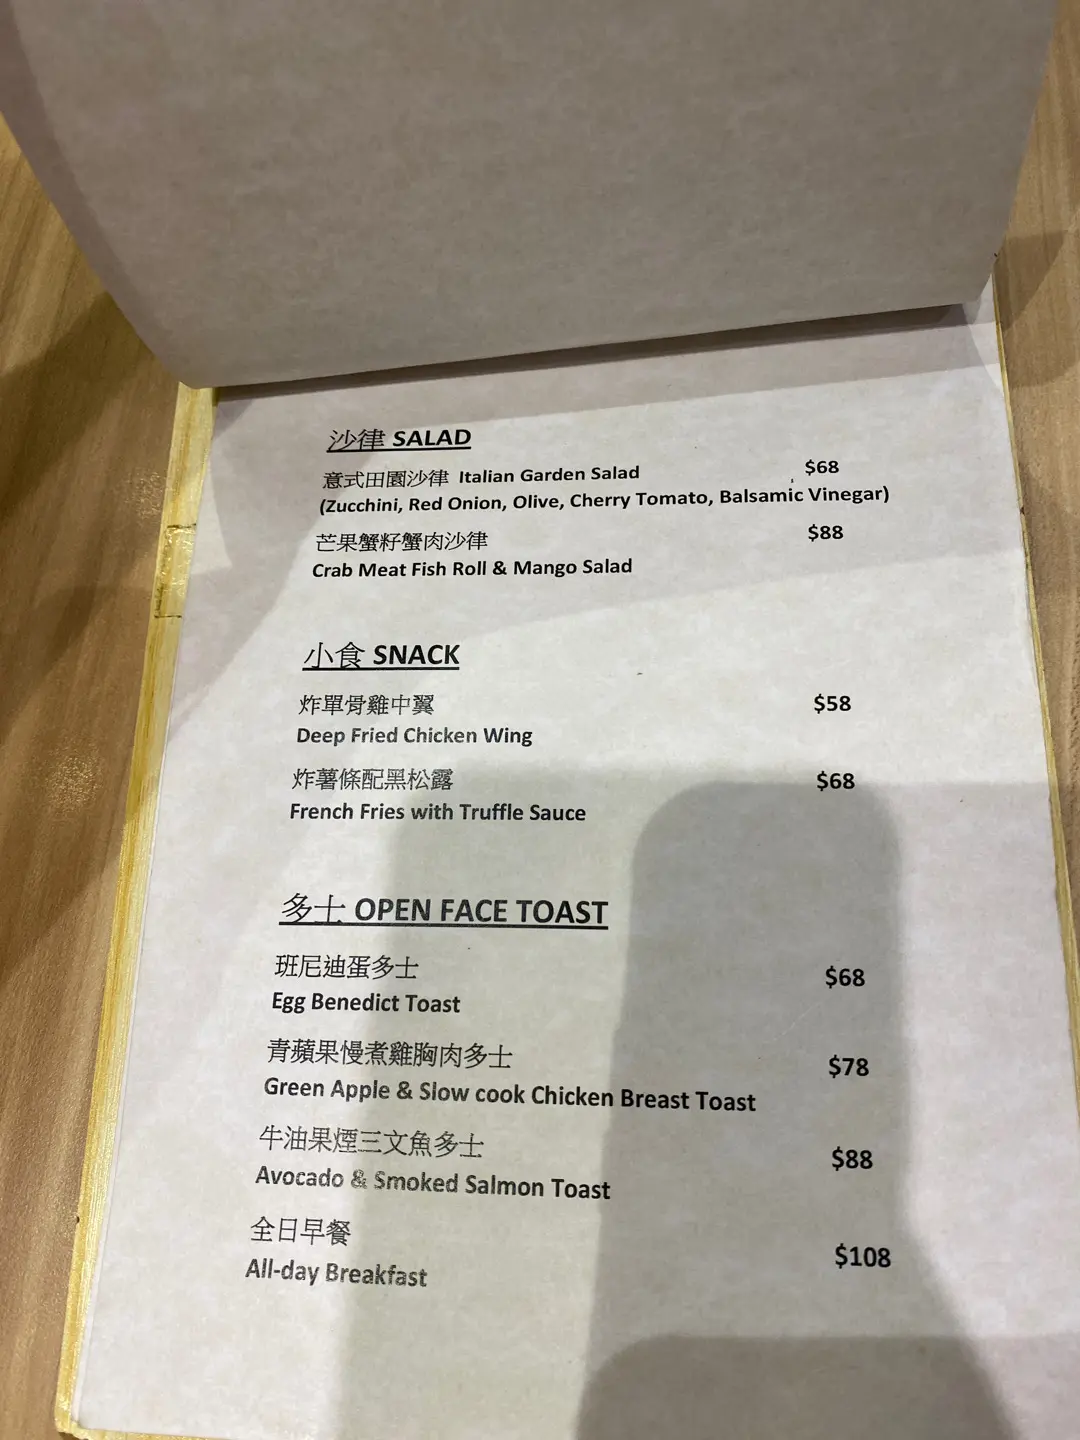 沙律 SALAD
意式田園沙律 Italian Garden Salad $68
(Zucchini, Red Onion, Olive, Cherry Tomato, Balsamic Vinegar)
芒果蟹籽蟹肉沙律 $88
Crab Meat Fish Roll & Mango Salad
小食 SNACK
炸單骨雞中翼 $58
Deep Fried Chicken Wing
炸薯條配黑松露 $68
French Fries with Truffle Sauce
多士 OPEN FACE TOAST
班尼迪蛋多士 $68
Egg Benedict Toast
青蘋果慢煮雞胸肉多士 $78
Green Apple & Slow cook Chicken Breast Toast
牛油果煙三文魚多士 $88
Avocado & Smoked Salmon Toast
全日早餐 $108
All-day Breakfast